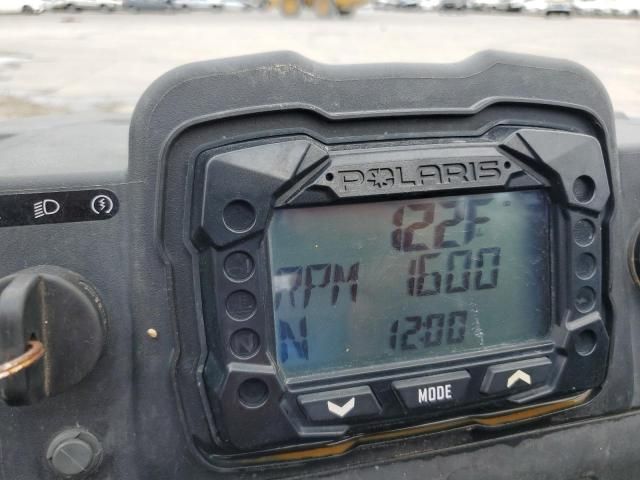 POLARIS
122F
RPM 1600
N 12:00
MODE